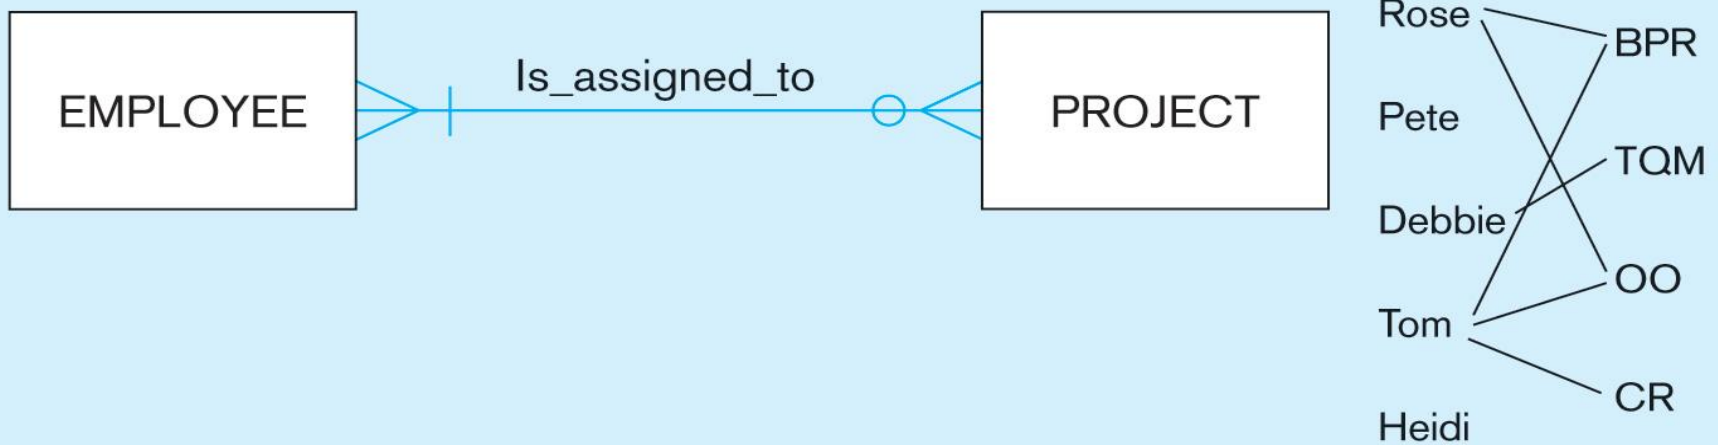 EMPLOYEE
Is_assigned_to
PROJECT
Rose
Pete
Debbie
Tom
Heidi
BPR
TQM
OO
CR